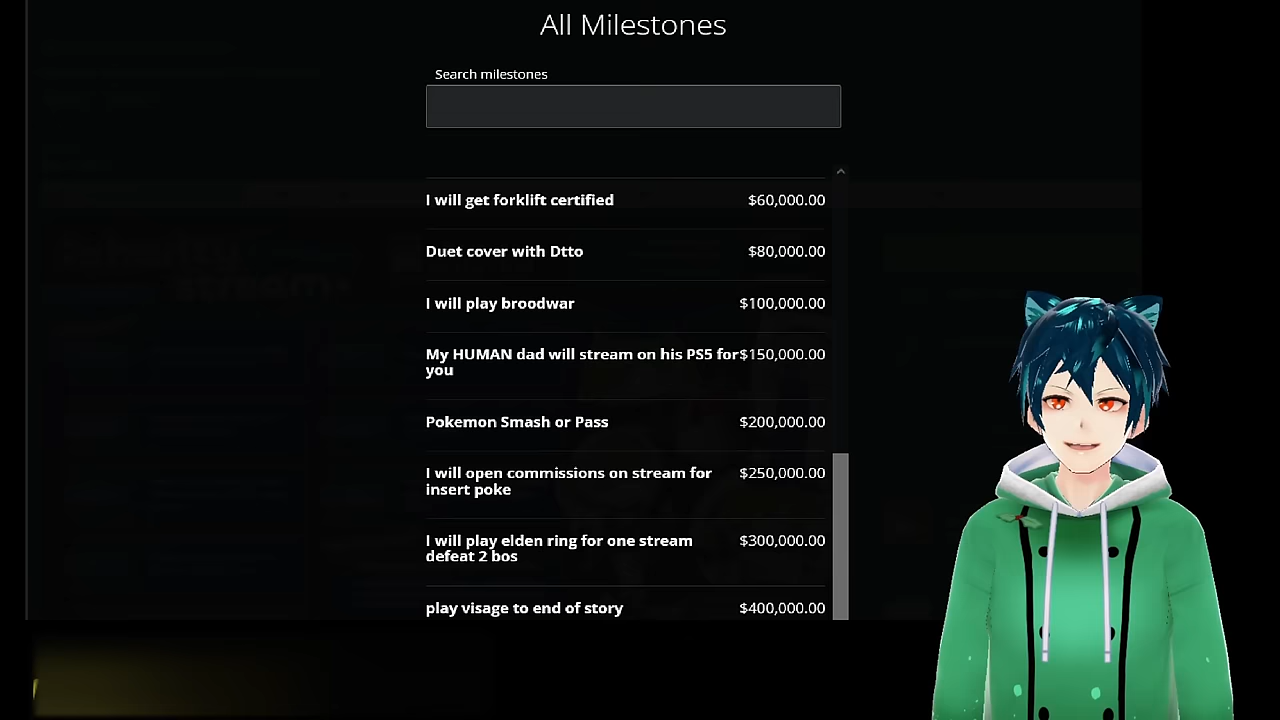 All Milestones
Search milestones
I will get forklift certified $60,000.00
Duet cover with Dtto $80,000.00
I will play broodwar $100,000.00
My HUMAN dad will stream on his PS5 for $150,000.00
you
Pokemon Smash or Pass $200,000.00
I will open commissions on stream for $250,000.00
insert poke
I will play elden ring for one stream $300,000.00
defeat 2 bos
play visage to end of story $400,000.00